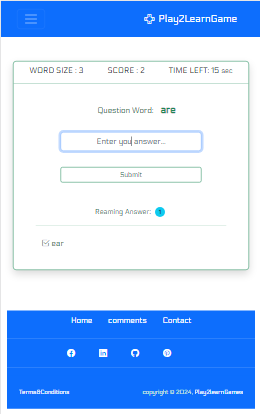 Play2LearnGame
WORD SIZE : 3 SCORE : 2 TIME LEFT: 15 sec
Question Word: are
Enter you answer...
Submit
Reaming Answer: 1
ear
Home comments Contact
Terms&Conditions copyright © 2024, Play2learnGames